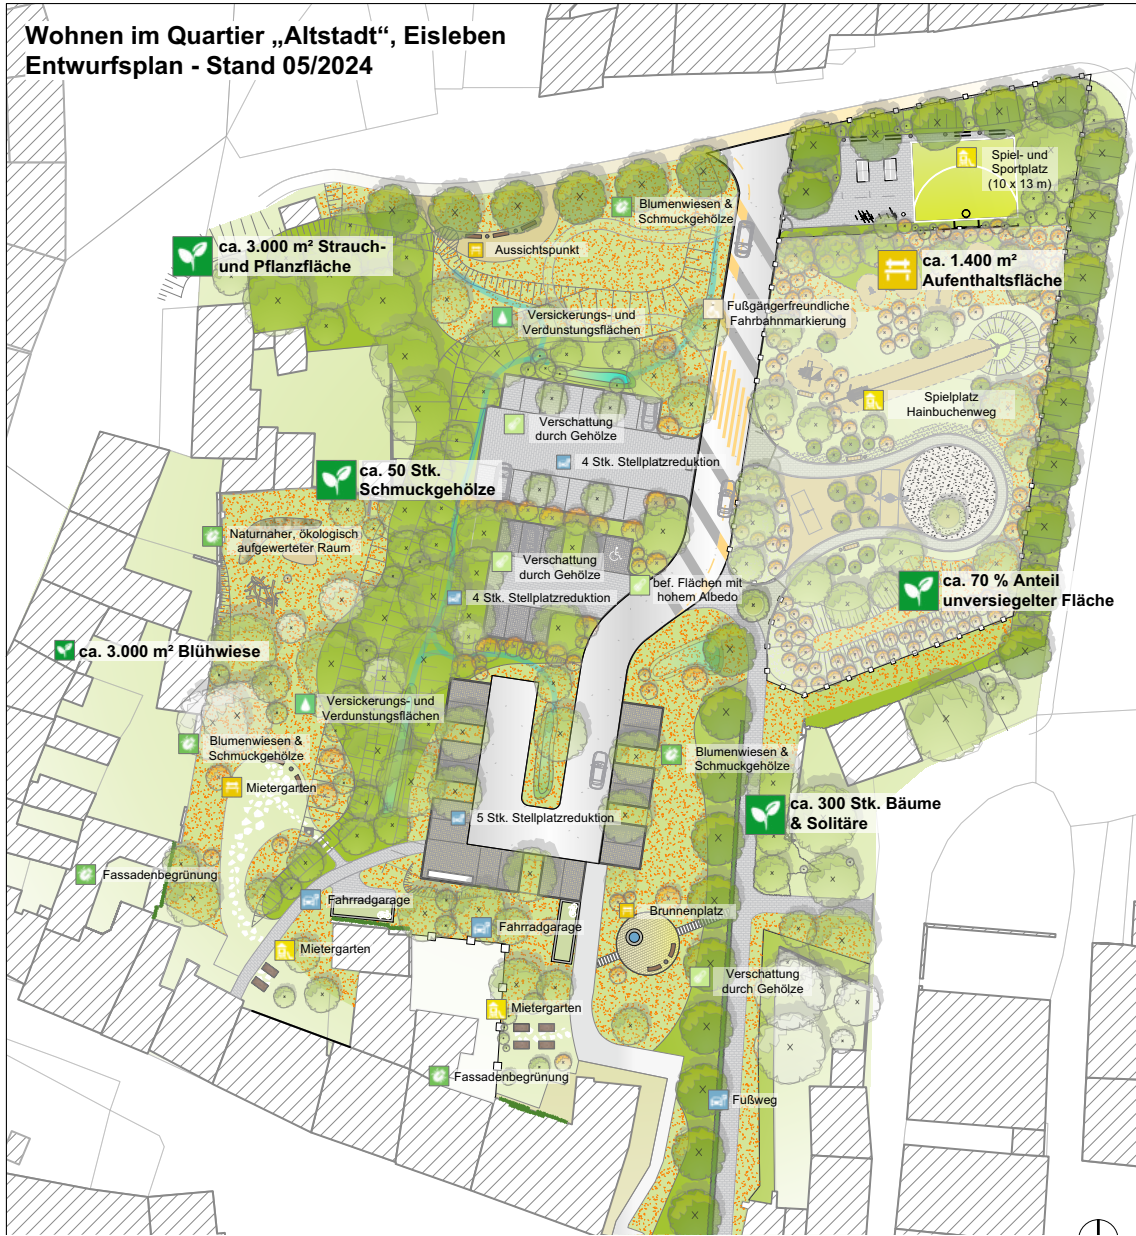 Wohnen im Quartier „Altstadt“, Eisleben
Entwurfsplan - Stand 05/2024
Spiel- und
Sportplatz
(10 x 13 m)
Blumenwiesen &
Schmuckgehölze
ca. 3.000 m² Strauch-
und Pflanzfläche
Aussichtspunkt
ca. 1.400 m²
Aufenthaltsfläche
Versickerungs- und
Verdunstungsflächen
Fußgängerfreundliche
Fahrbahnmarkierung
Spielplatz
Hainbuchenweg
Verschattung
durch Gehölze
4 Stk. Stellplatzreduktion
ca. 50 Stk.
Schmuckgehölze
Naturnaher, ökologisch
aufgewerteter Raum
Verschattung
durch Gehölze
bef. Flächen mit
hohem Albedo
4 Stk. Stellplatzreduktion
ca. 70 % Anteil
unversiegelter Fläche
ca. 3.000 m² Blühwiese
Versickerungs- und
Verdunstungsflächen
Blumenwiesen &
Schmuckgehölze
Blumenwiesen &
Schmuckgehölze
Mietergarten
ca. 300 Stk. Bäume
& Solitäre
5 Stk. Stellplatzreduktion
Fassadenbegrünung
Fahrradgarage
Brunnenplatz
Fahrradgarage
Mietergarten
Verschattung
durch Gehölze
Mietergarten
Fassadenbegrünung
Fußweg